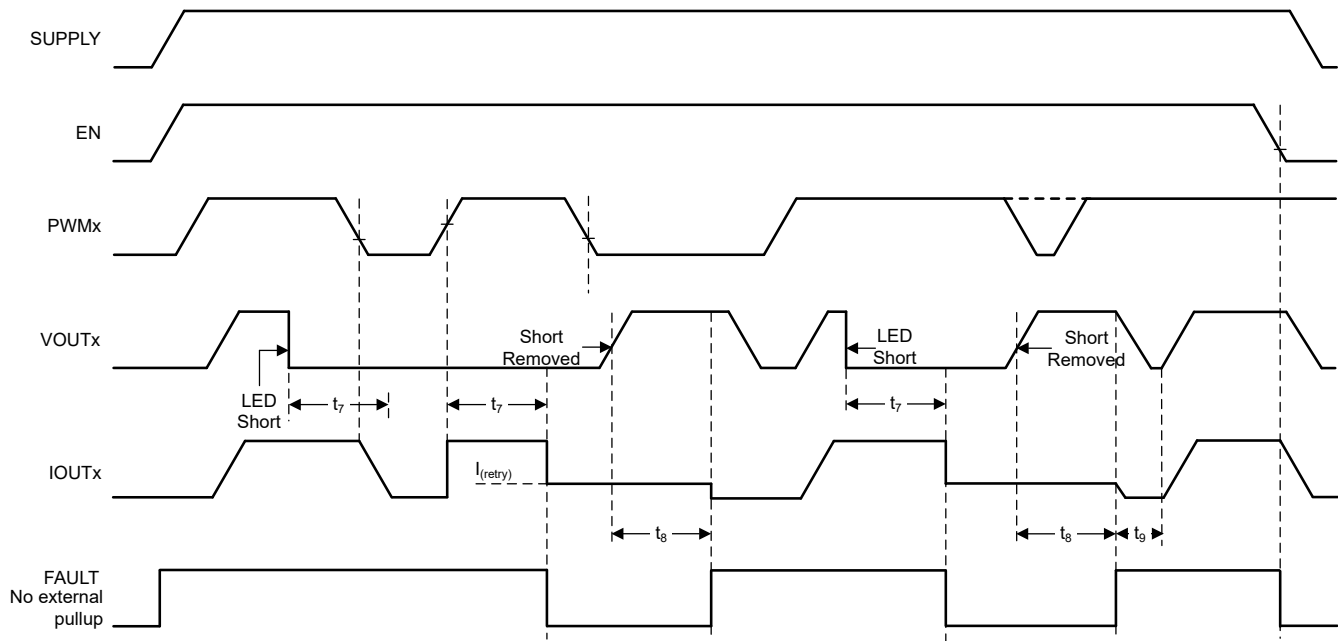 SUPPLY
EN
PWMx
VOUTx
LED
Short
t7
t7
Short
Removed
LED
Short
t7
Short
Removed
IOUTx
I(retry)
t8
t8
t9
FAULT
No external
pullup